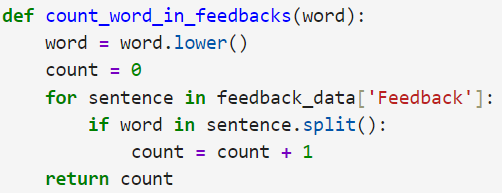 def count_word_in_feedbacks(word):
    word = word.lower()
    count = 0
    for sentence in feedback_data['Feedback']:
        if word in sentence.split():
            count = count + 1
    return count